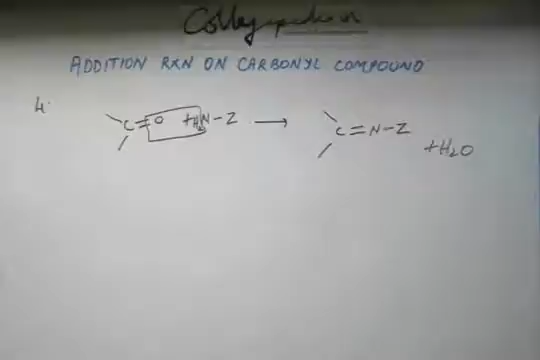 ADDITION RXN ON CARBONYL COMPOUND
4.
C=O + H2N-Z → C=N-Z + H2O